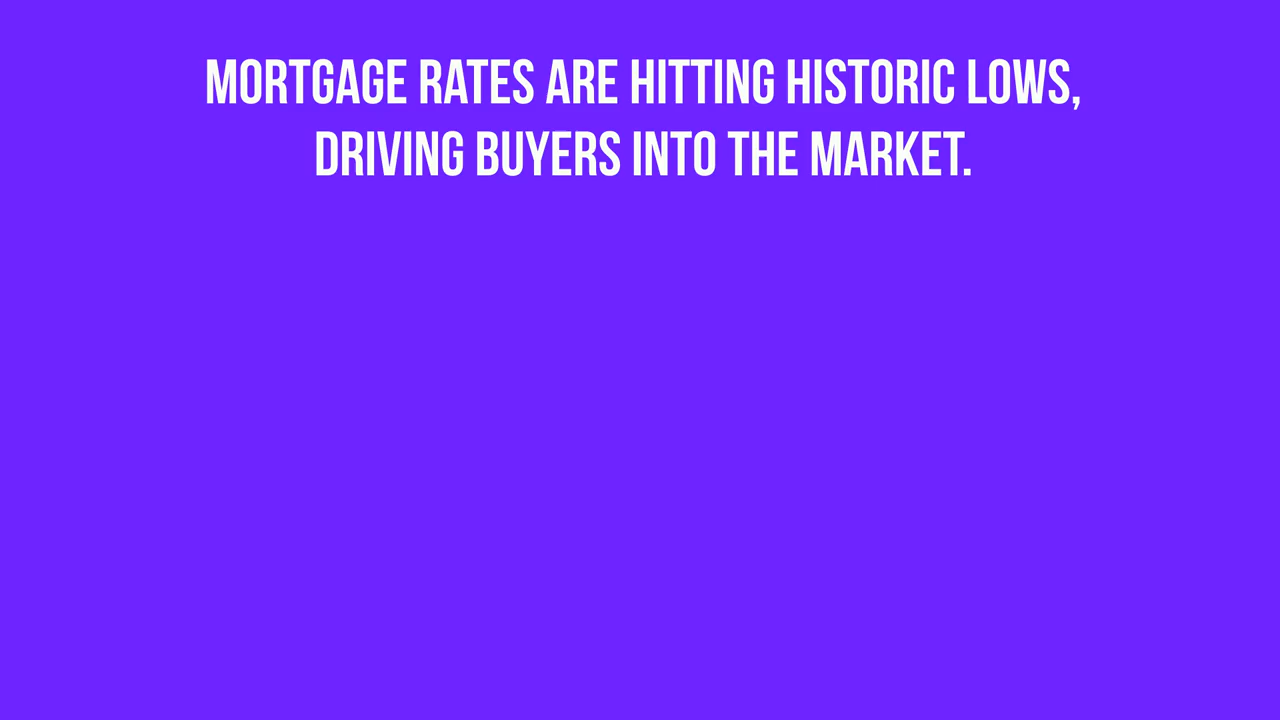 MORTGAGE RATES ARE HITTING HISTORIC LOWS,
DRIVING BUYERS INTO THE MARKET.